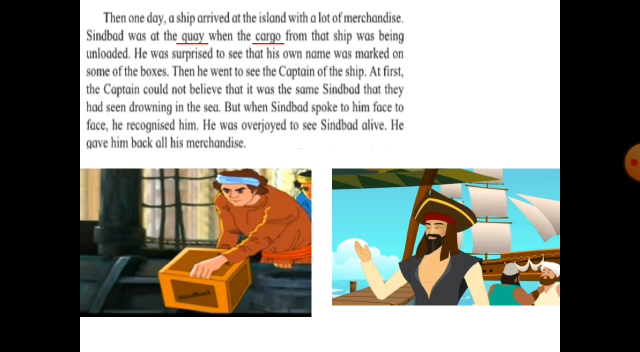 Then one day, a ship arrived at the island with a lot of merchandise.
Sindbad was at the quay when the cargo from that ship was being
unloaded. He was surprised to see that his own name was marked on
some of the boxes. Then he went to see the Captain of the ship. At first,
the Captain could not believe that it was the same Sindbad that they
had seen drowning in the sea. But when Sindbad spoke to him face to
face, he recognised him. He was overjoyed to see Sindbad alive. He
gave him back all his merchandise.
Sindbad